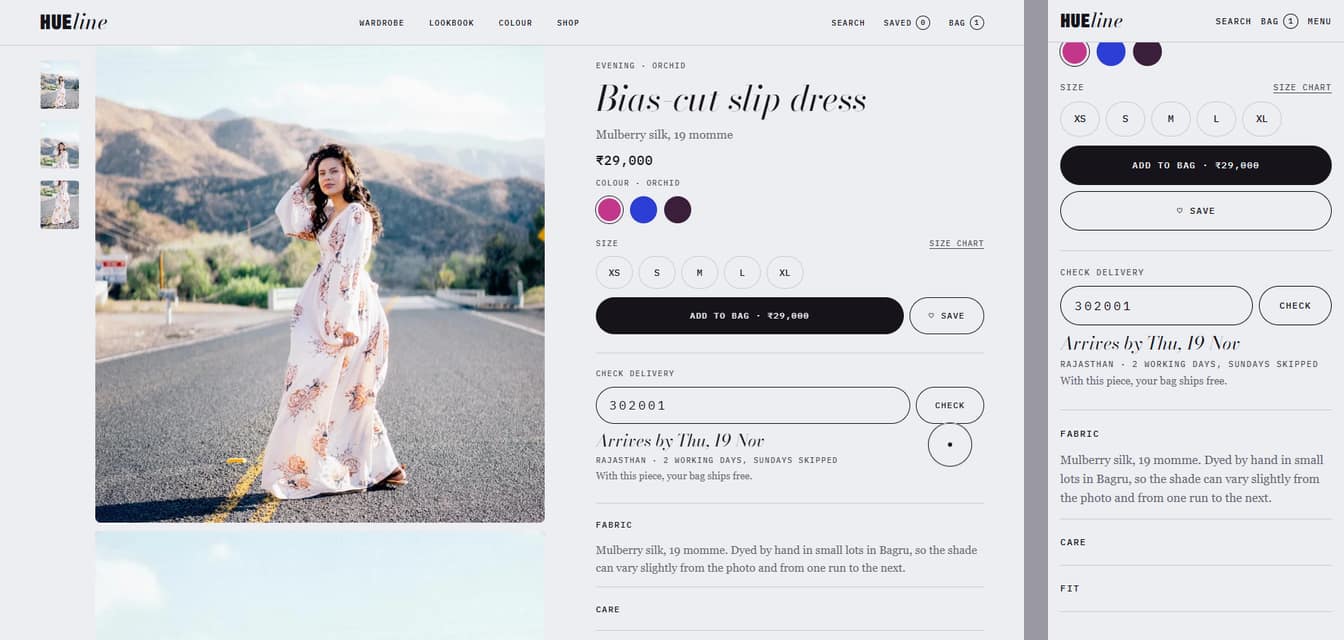 HUEline
WARDROBE LOOKBOOK COLOUR SHOP
SEARCH SAVED 0 BAG 1
EVENING · ORCHID
Bias-cut slip dress
Mulberry silk, 19 momme
₹29,000
COLOUR · ORCHID
SIZE SIZE CHART
XS S M L XL
ADD TO BAG · ₹29,000 ♡ SAVE
CHECK DELIVERY
302001 CHECK
Arrives by Thu, 19 Nov
RAJASTHAN · 2 WORKING DAYS, SUNDAYS SKIPPED
With this piece, your bag ships free.
FABRIC
Mulberry silk, 19 momme. Dyed by hand in small lots in Bagru, so the shade
can vary slightly from the photo and from one run to the next.
CARE
HUEline SEARCH BAG 1 MENU
SIZE SIZE CHART
XS S M L XL
ADD TO BAG · ₹29,000
♡ SAVE
CHECK DELIVERY
302001 CHECK
Arrives by Thu, 19 Nov
RAJASTHAN · 2 WORKING DAYS, SUNDAYS SKIPPED
With this piece, your bag ships free.
FABRIC
Mulberry silk, 19 momme. Dyed by hand in small
lots in Bagru, so the shade can vary slightly from
the photo and from one run to the next.
CARE
FIT